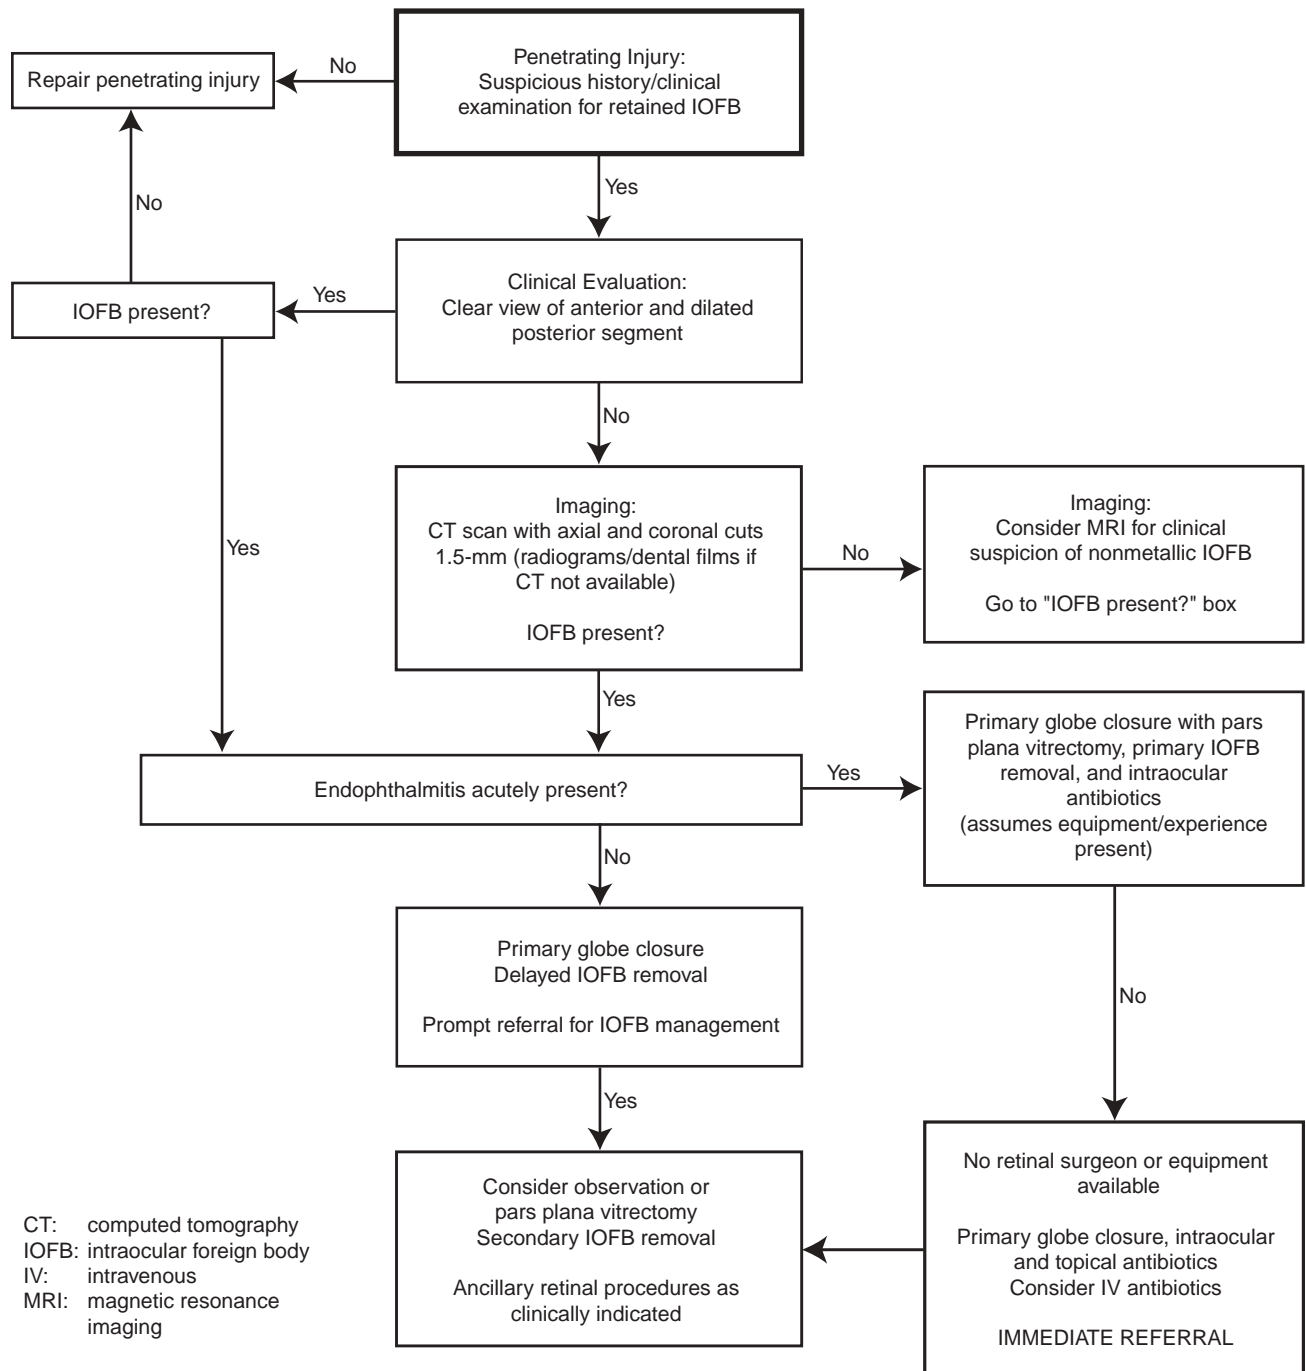 Penetrating Injury:
Suspicious history/clinical
examination for retained IOFB
No
Repair penetrating injury
Yes
No
Clinical Evaluation:
Clear view of anterior and dilated
posterior segment
Yes
IOFB present?
No
Yes
Imaging:
CT scan with axial and coronal cuts
1.5-mm (radiograms/dental films if
CT not available)
IOFB present?
No
Imaging:
Consider MRI for clinical
suspicion of nonmetallic IOFB
Go to "IOFB present?" box
Yes
Endophthalmitis acutely present?
Yes
Primary globe closure with pars
plana vitrectomy, primary IOFB
removal, and intraocular
antibiotics
(assumes equipment/experience
present)
No
Primary globe closure
Delayed IOFB removal
Prompt referral for IOFB management
No
Yes
Consider observation or
pars plana vitrectomy
Secondary IOFB removal
Ancillary retinal procedures as
clinically indicated
No retinal surgeon or equipment
available
Primary globe closure, intraocular
and topical antibiotics
Consider IV antibiotics
IMMEDIATE REFERRAL
CT: computed tomography
IOFB: intraocular foreign body
IV: intravenous
MRI: magnetic resonance
imaging